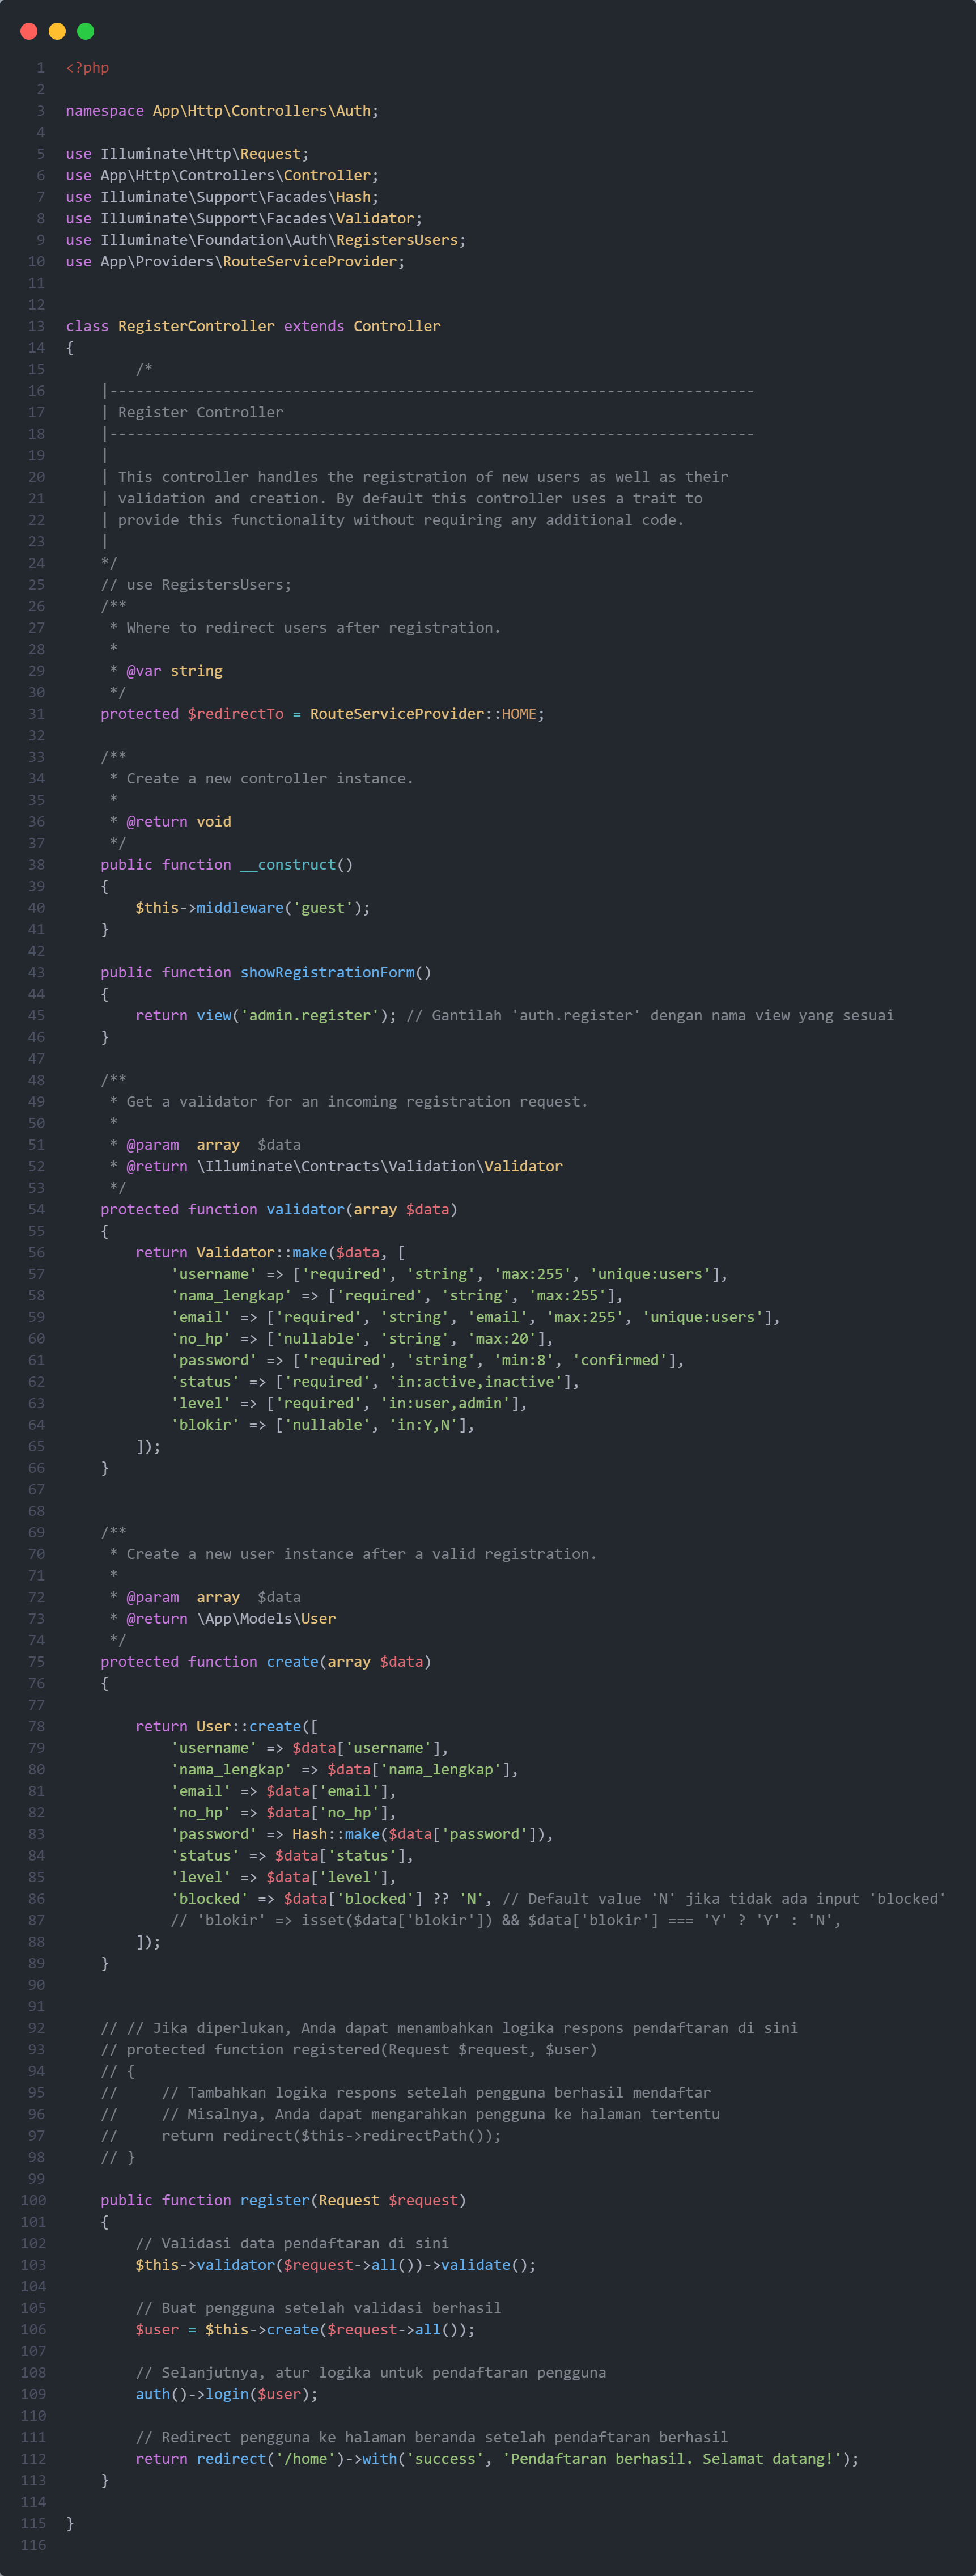 1 <?php
2
3 namespace App\Http\Controllers\Auth;
4
5 use Illuminate\Http\Request;
6 use App\Http\Controllers\Controller;
7 use Illuminate\Support\Facades\Hash;
8 use Illuminate\Support\Facades\Validator;
9 use Illuminate\Foundation\Auth\RegistersUsers;
10 use App\Providers\RouteServiceProvider;
11
12
13 class RegisterController extends Controller
14 {
15         /*
16     |--------------------------------------------------------------------------
17     | Register Controller
18     |--------------------------------------------------------------------------
19     |
20     | This controller handles the registration of new users as well as their
21     | validation and creation. By default this controller uses a trait to
22     | provide this functionality without requiring any additional code.
23     |
24     */
25     // use RegistersUsers;
26     /**
27      * Where to redirect users after registration.
28      *
29      * @var string
30      */
31     protected $redirectTo = RouteServiceProvider::HOME;
32
33     /**
34      * Create a new controller instance.
35      *
36      * @return void
37      */
38     public function __construct()
39     {
40         $this->middleware('guest');
41     }
42
43     public function showRegistrationForm()
44     {
45         return view('admin.register'); // Gantilah 'auth.register' dengan nama view yang sesuai
46     }
47
48     /**
49      * Get a validator for an incoming registration request.
50      *
51      * @param  array  $data
52      * @return \Illuminate\Contracts\Validation\Validator
53      */
54     protected function validator(array $data)
55     {
56         return Validator::make($data, [
57             'username' => ['required', 'string', 'max:255', 'unique:users'],
58             'nama_lengkap' => ['required', 'string', 'max:255'],
59             'email' => ['required', 'string', 'email', 'max:255', 'unique:users'],
60             'no_hp' => ['nullable', 'string', 'max:20'],
61             'password' => ['required', 'string', 'min:8', 'confirmed'],
62             'status' => ['required', 'in:active,inactive'],
63             'level' => ['required', 'in:user,admin'],
64             'blokir' => ['nullable', 'in:Y,N'],
65         ]);
66     }
67
68
69     /**
70      * Create a new user instance after a valid registration.
71      *
72      * @param  array  $data
73      * @return \App\Models\User
74      */
75     protected function create(array $data)
76     {
77
78         return User::create([
79             'username' => $data['username'],
80             'nama_lengkap' => $data['nama_lengkap'],
81             'email' => $data['email'],
82             'no_hp' => $data['no_hp'],
83             'password' => Hash::make($data['password']),
84             'status' => $data['status'],
85             'level' => $data['level'],
86             'blocked' => $data['blocked'] ?? 'N', // Default value 'N' jika tidak ada input 'blocked'
87             // 'blokir' => isset($data['blokir']) && $data['blokir'] === 'Y' ? 'Y' : 'N',
88         ]);
89     }
90
91
92     // // Jika diperlukan, Anda dapat menambahkan logika respons pendaftaran di sini
93     // protected function registered(Request $request, $user)
94     // {
95     //     // Tambahkan logika respons setelah pengguna berhasil mendaftar
96     //     // Misalnya, Anda dapat mengarahkan pengguna ke halaman tertentu
97     //     return redirect($this->redirectPath());
98     // }
99
100     public function register(Request $request)
101     {
102         // Validasi data pendaftaran di sini
103         $this->validator($request->all())->validate();
104
105         // Buat pengguna setelah validasi berhasil
106         $user = $this->create($request->all());
107
108         // Selanjutnya, atur logika untuk pendaftaran pengguna
109         auth()->login($user);
110
111         // Redirect pengguna ke halaman beranda setelah pendaftaran berhasil
112         return redirect('/home')->with('success', 'Pendaftaran berhasil. Selamat datang!');
113     }
114
115 }
116